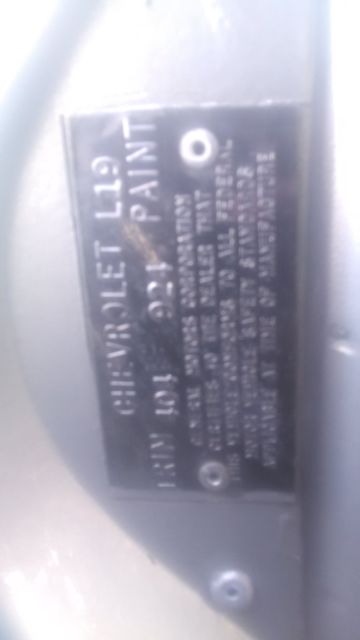 CHEVROLET L19
TRIM 404 924 PAINT
GENERAL MOTORS CORPORATION
CERTIFIES TO THE DEALER THAT
THIS VEHICLE CONFORMS TO ALL FEDERAL
MOTOR VEHICLE SAFETY STANDARDS
APPLICABLE AT TIME OF MANUFACTURE